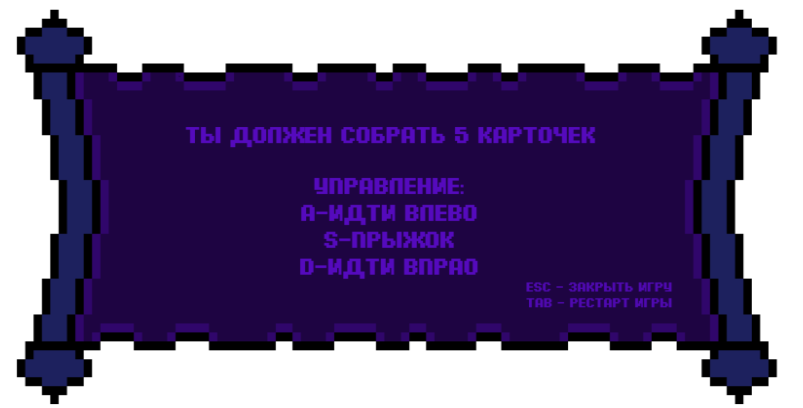 ТЫ ДОЛЖЕН СОБРАТЬ 5 КАРТОЧЕК
УПРАВЛЕНИЕ:
A-ИДТИ ВЛЕВО
S-ПРЫЖОК
D-ИДТИ ВПРАО
ESC - ЗАКРЫТЬ ИГРУ
TAB - РЕСТАРТ ИГРЫ